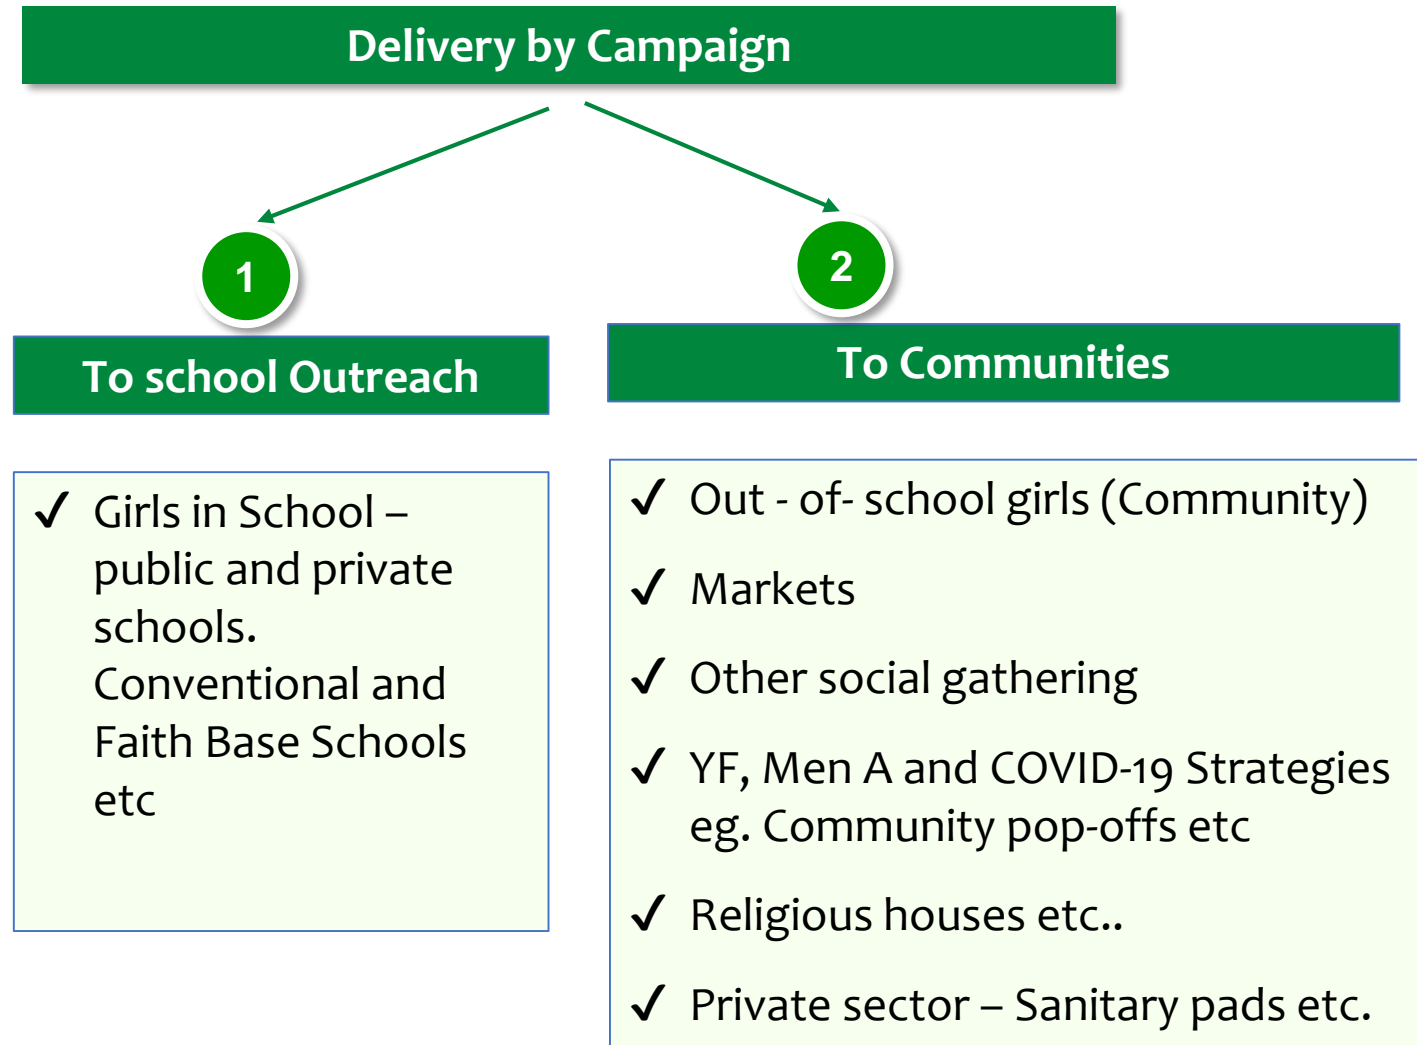 Delivery by Campaign
1
To school Outreach
✓ Girls in School –
public and private
schools.
Conventional and
Faith Base Schools
etc
2
To Communities
✓ Out - of- school girls (Community)
✓ Markets
✓ Other social gathering
✓ YF, Men A and COVID-19 Strategies
eg. Community pop-offs etc
✓ Religious houses etc..
✓ Private sector – Sanitary pads etc.